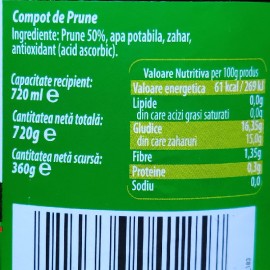 Compot de Prune
Ingrediente: Prune 50%, apa potabila, zahar,
antioxidant (acid ascorbic).
Capacitate recipient:
720 ml e
Cantitatea netă totală:
720g e
Cantitatea netă scursă:
360g e
Valoare Nutritiva per 100g produs
Valoare energetica 61 kcal/269 kJ
Lipide 0,0g
din care acizi grasi saturati 0,0g
Glucide 16,35g
din care zaharuri 15,0g
Fibre 1,35g
Proteine 0,3g
Sodiu 0,0